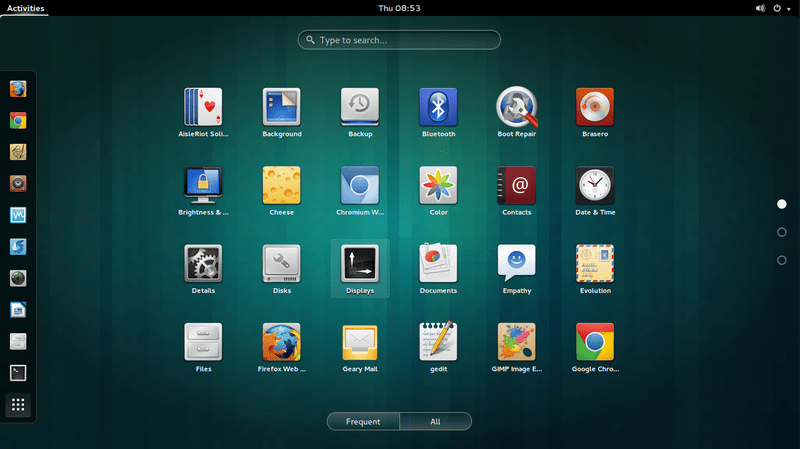 Activities
Thu 08:53
Type to search...
AisleRiot Soli...
Background
Backup
Bluetooth
Boot Repair
Brasero
Brightness & ...
Cheese
Chromium W...
Color
Contacts
Date & Time
Details
Disks
Displays
Documents
Empathy
Evolution
Files
Firefox Web ...
Geary Mail
gedit
GIMP Image E...
Google Chro...
Frequent
All